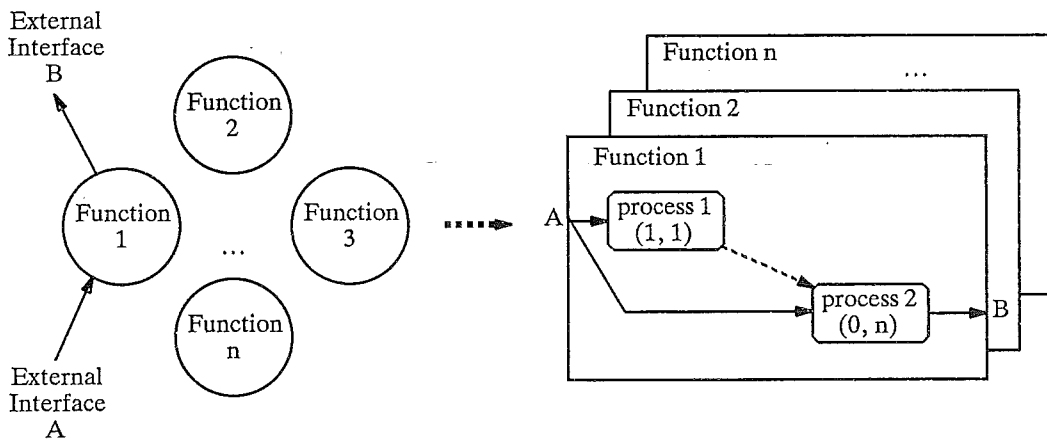 External
Interface
B
Function
2
Function
1
...
Function
3
Function
n
External
Interface
A
Function n
...
Function 2
Function 1
A
process 1
(1, 1)
process 2
(0, n)
B